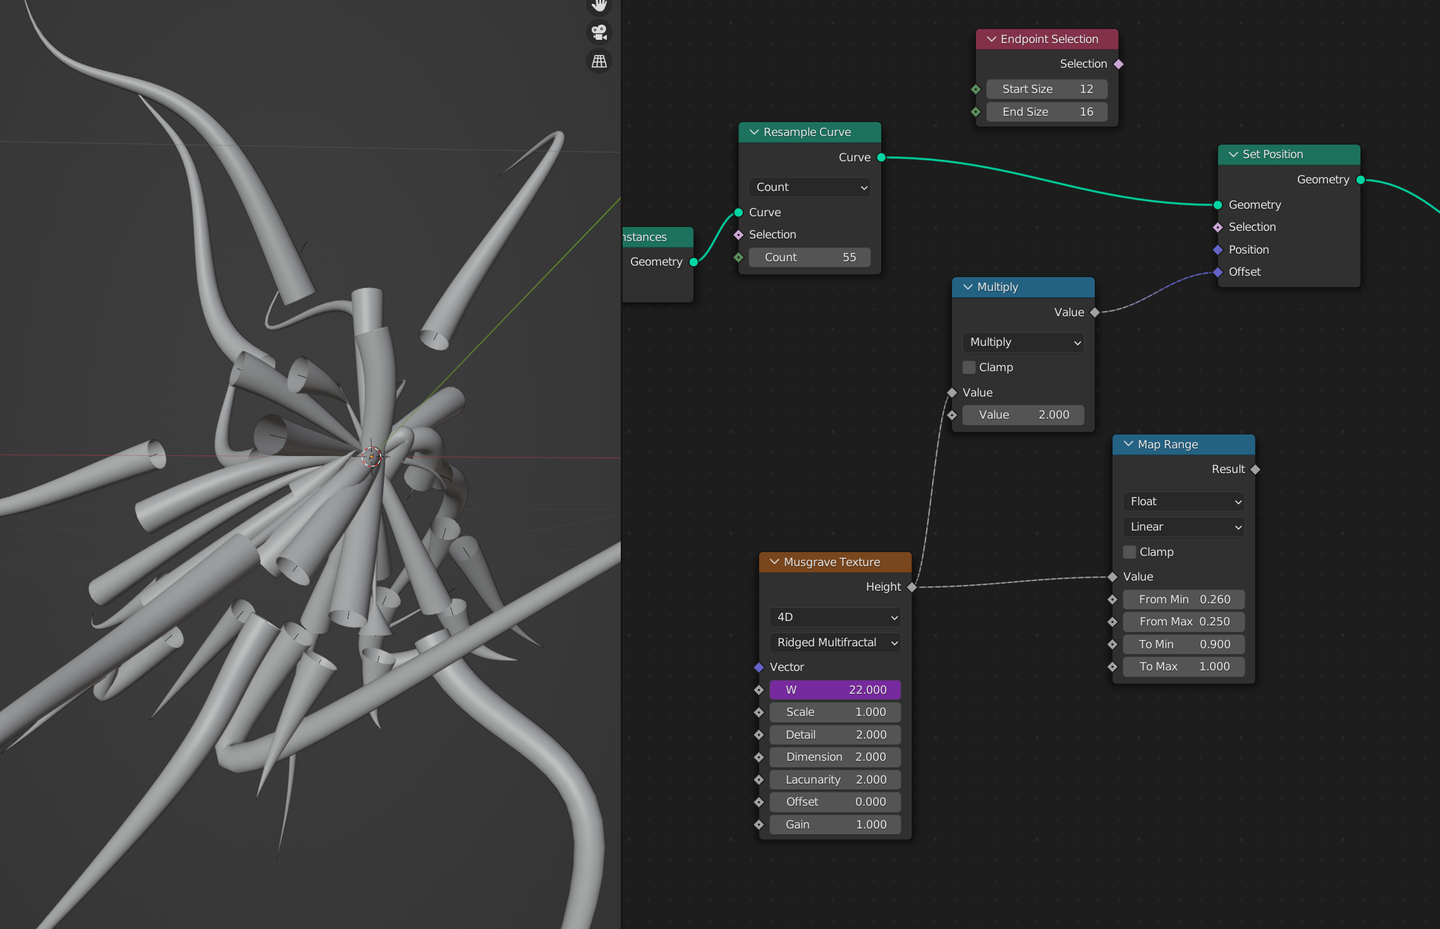 Endpoint Selection
Selection
Start Size 12
End Size 16
Resample Curve
Curve
Count
Curve
Selection
Count 55
nstances
Geometry
Set Position
Geometry
Geometry
Selection
Position
Offset
Multiply
Value
Multiply
Clamp
Value
Value 2.000
Map Range
Result
Float
Linear
Clamp
Value
From Min 0.260
From Max 0.250
To Min 0.900
To Max 1.000
Musgrave Texture
Height
4D
Ridged Multifractal
Vector
W 22.000
Scale 1.000
Detail 2.000
Dimension 2.000
Lacunarity 2.000
Offset 0.000
Gain 1.000